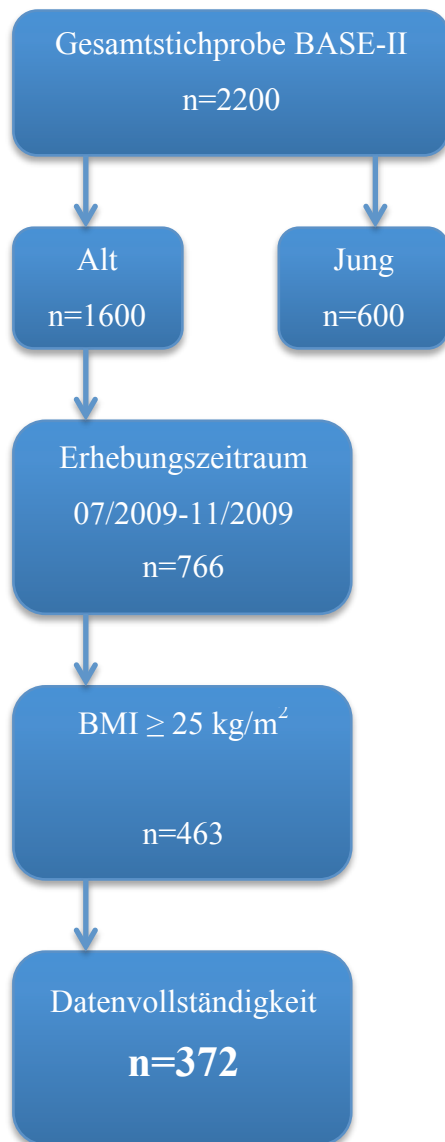 Gesamtstichprobe BASE-II
n=2200
Alt
n=1600
Jung
n=600
Erhebungszeitraum
07/2009-11/2009
n=766
BMI ≥ 25 kg/m²
n=463
Datenvollständigkeit
n=372